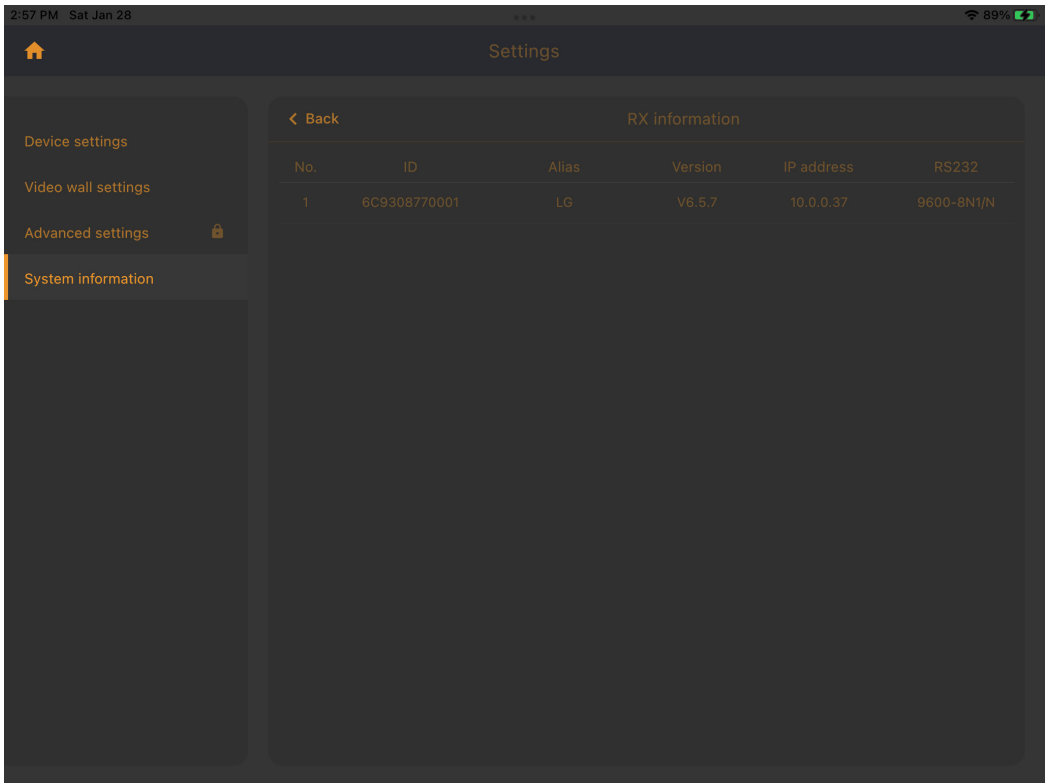 2:57 PM Sat Jan 28 89%
Settings
Device settings
Video wall settings
Advanced settings
System information
Back RX information
No. ID Alias Version IP address RS232
1 6C9308770001 LG V6.5.7 10.0.0.37 9600-8N1/N